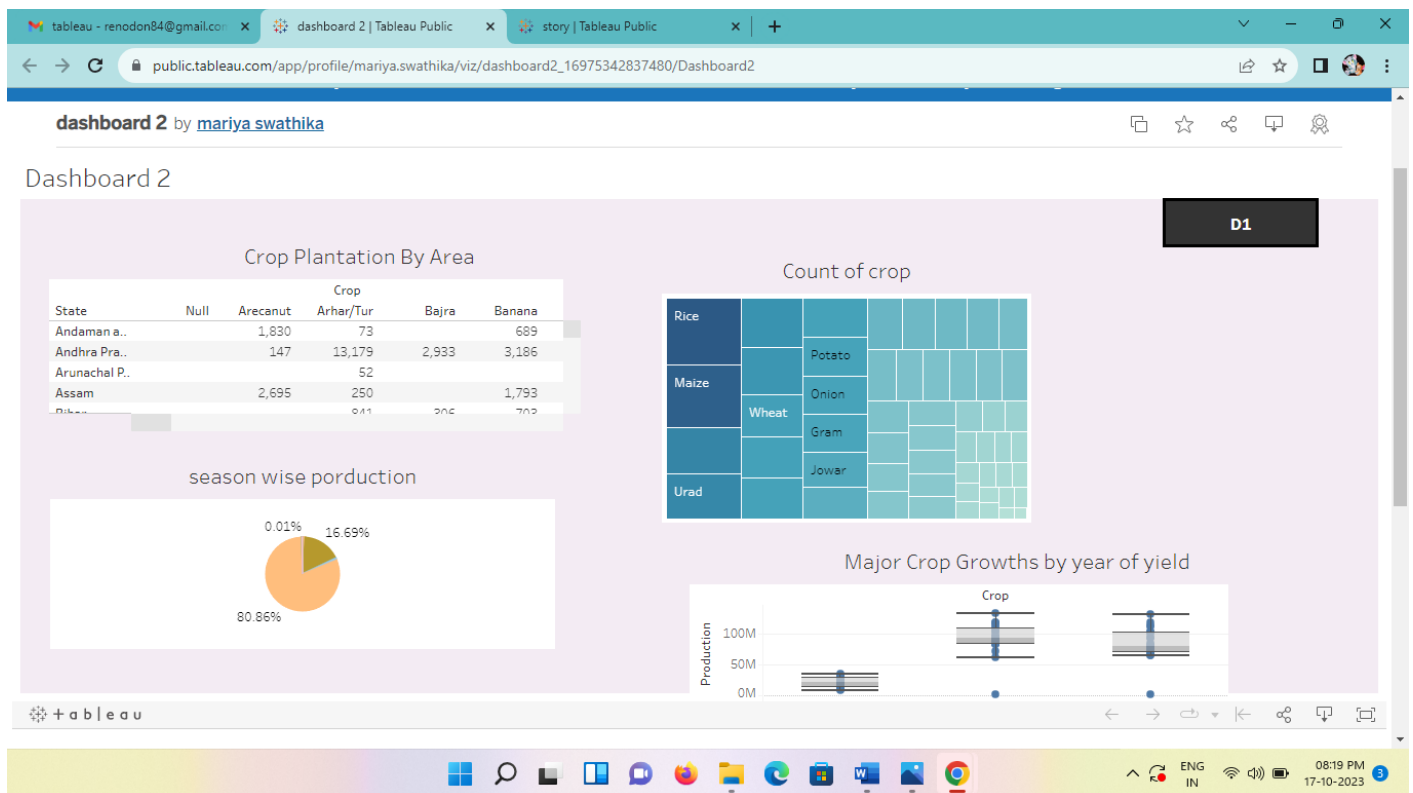 tableau - renodon84@gmail.con
dashboard 2 | Tableau Public
story | Tableau Public
public.tableau.com/app/profile/mariya.swathika/viz/dashboard2_16975342837480/Dashboard2
dashboard 2 by mariya swathika
Dashboard 2
D1
Crop Plantation By Area
Crop
State Null Arecanut Arhar/Tur Bajra Banana
Andaman a.. 1,830 73 689
Andhra Pra.. 147 13,179 2,933 3,186
Arunachal P.. 52
Assam 2,695 250 1,793
Bihar 841 306 703
season wise porduction
0.01%
16.69%
80.86%
Count of crop
Rice
Maize
Urad
Wheat
Potato
Onion
Gram
Jowar
Major Crop Growths by year of yield
Crop
Production
100M
50M
0M
+ a b | e a u
ENG
IN
08:19 PM
17-10-2023
3